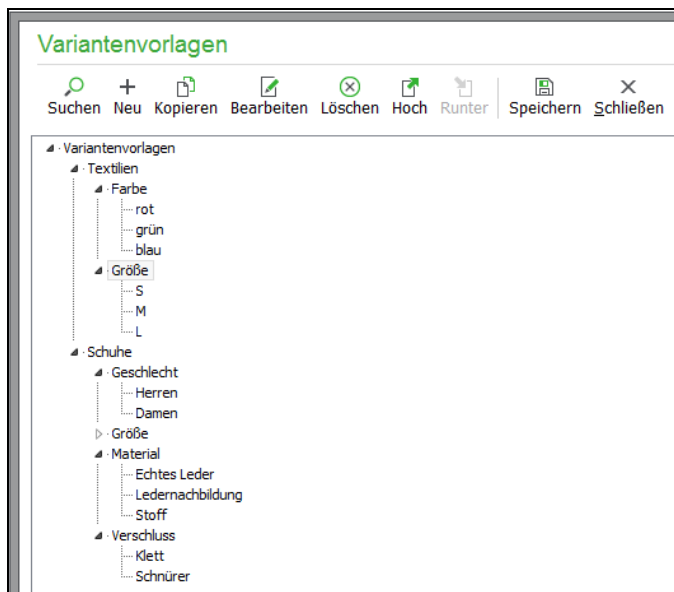 Variantenvorlagen
Suchen Neu Kopieren Bearbeiten Löschen Hoch Runter Speichern Schließen
Variantenvorlagen
Textilien
Farbe
rot
grün
blau
Größe
S
M
L
Schuhe
Geschlecht
Herren
Damen
Größe
Material
Echtes Leder
Ledernachbildung
Stoff
Verschluss
Klett
Schnürer